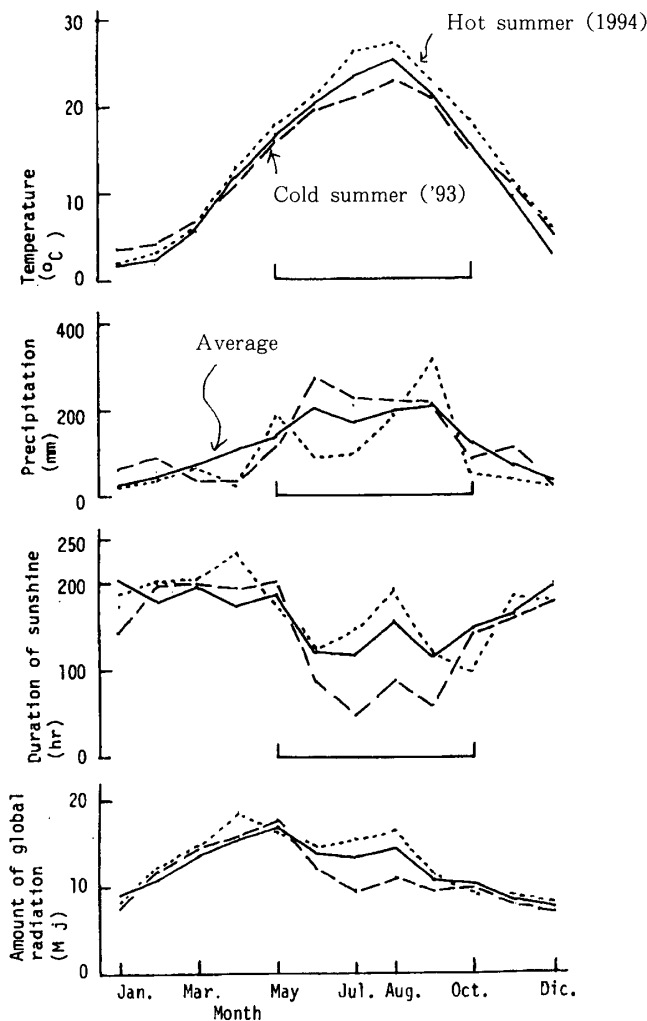 30
Hot summer (1994)
20
10
Cold summer ('93)
0
Temperature
(oC)
400
Average
200
0
Precipitation
(mm)
250
200
100
0
Duration of sunshine
(hr)
20
10
0
Amount of global
radiation
(M j)
Jan. Mar. May Jul. Aug. Oct. Dic.
Month